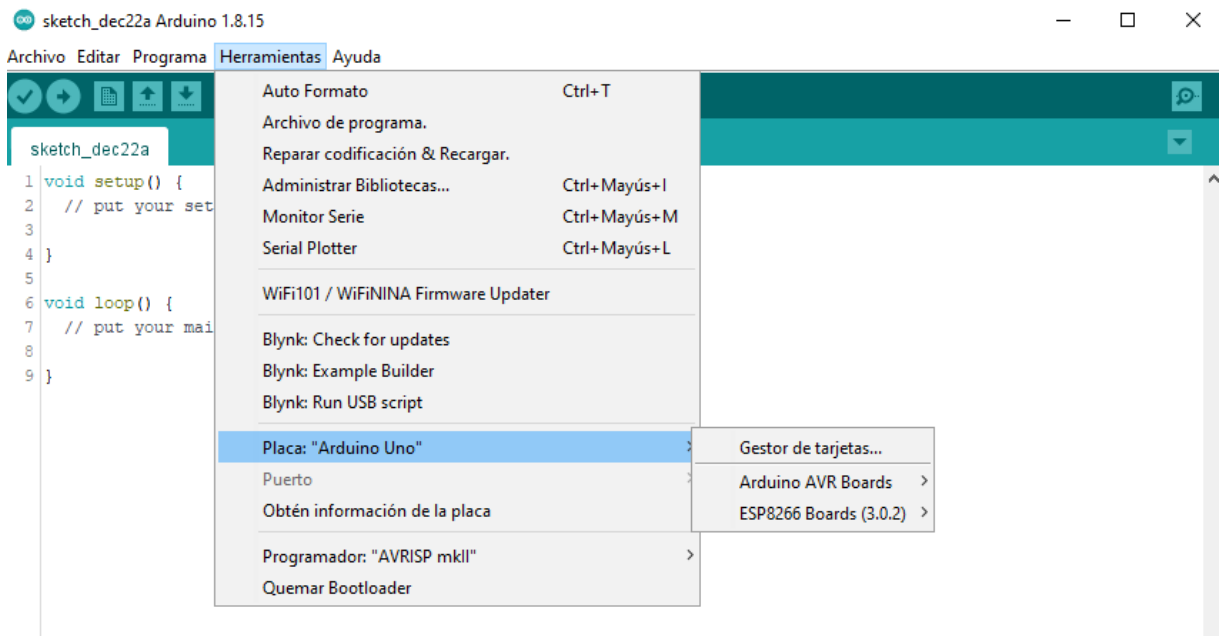 sketch_dec22a Arduino 1.8.15
Archivo Editar Programa Herramientas Ayuda
sketch_dec22a
1 void setup() {
2 // put your set
3
4 }
5
6 void loop() {
7 // put your mai
8
9 }
Auto Formato Ctrl+T
Archivo de programa.
Reparar codificación & Recargar.
Administrar Bibliotecas... Ctrl+Mayús+I
Monitor Serie Ctrl+Mayús+M
Serial Plotter Ctrl+Mayús+L
WiFi101 / WiFiNINA Firmware Updater
Blynk: Check for updates
Blynk: Example Builder
Blynk: Run USB script
Placa: "Arduino Uno"
Puerto
Obtén información de la placa
Programador: "AVRISP mkII"
Quemar Bootloader
Gestor de tarjetas...
Arduino AVR Boards
ESP8266 Boards (3.0.2)